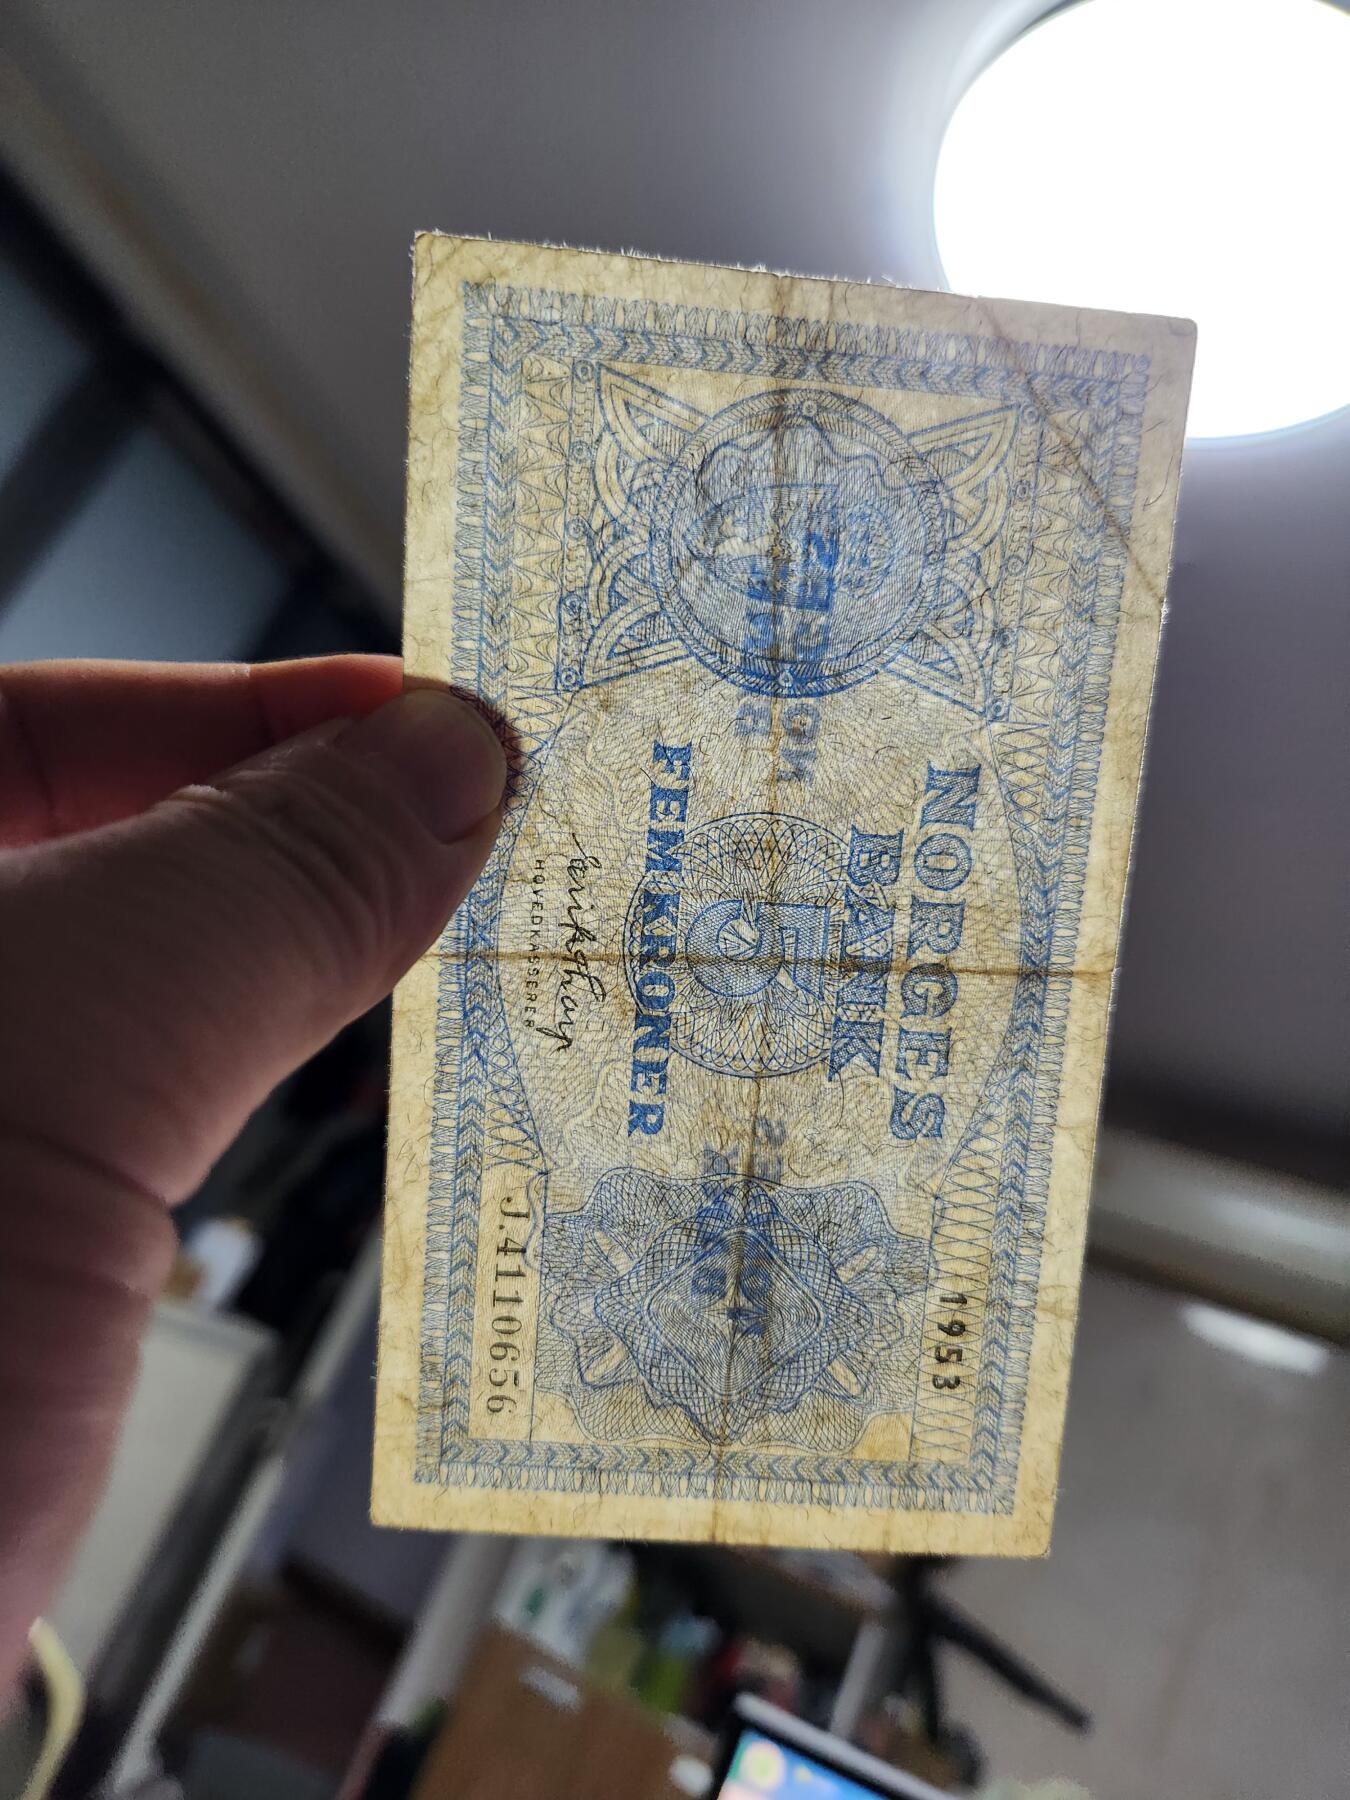 1953
NORGES
BANK
5
FEM KRONER
HOVEDKASSERER
J.4110656